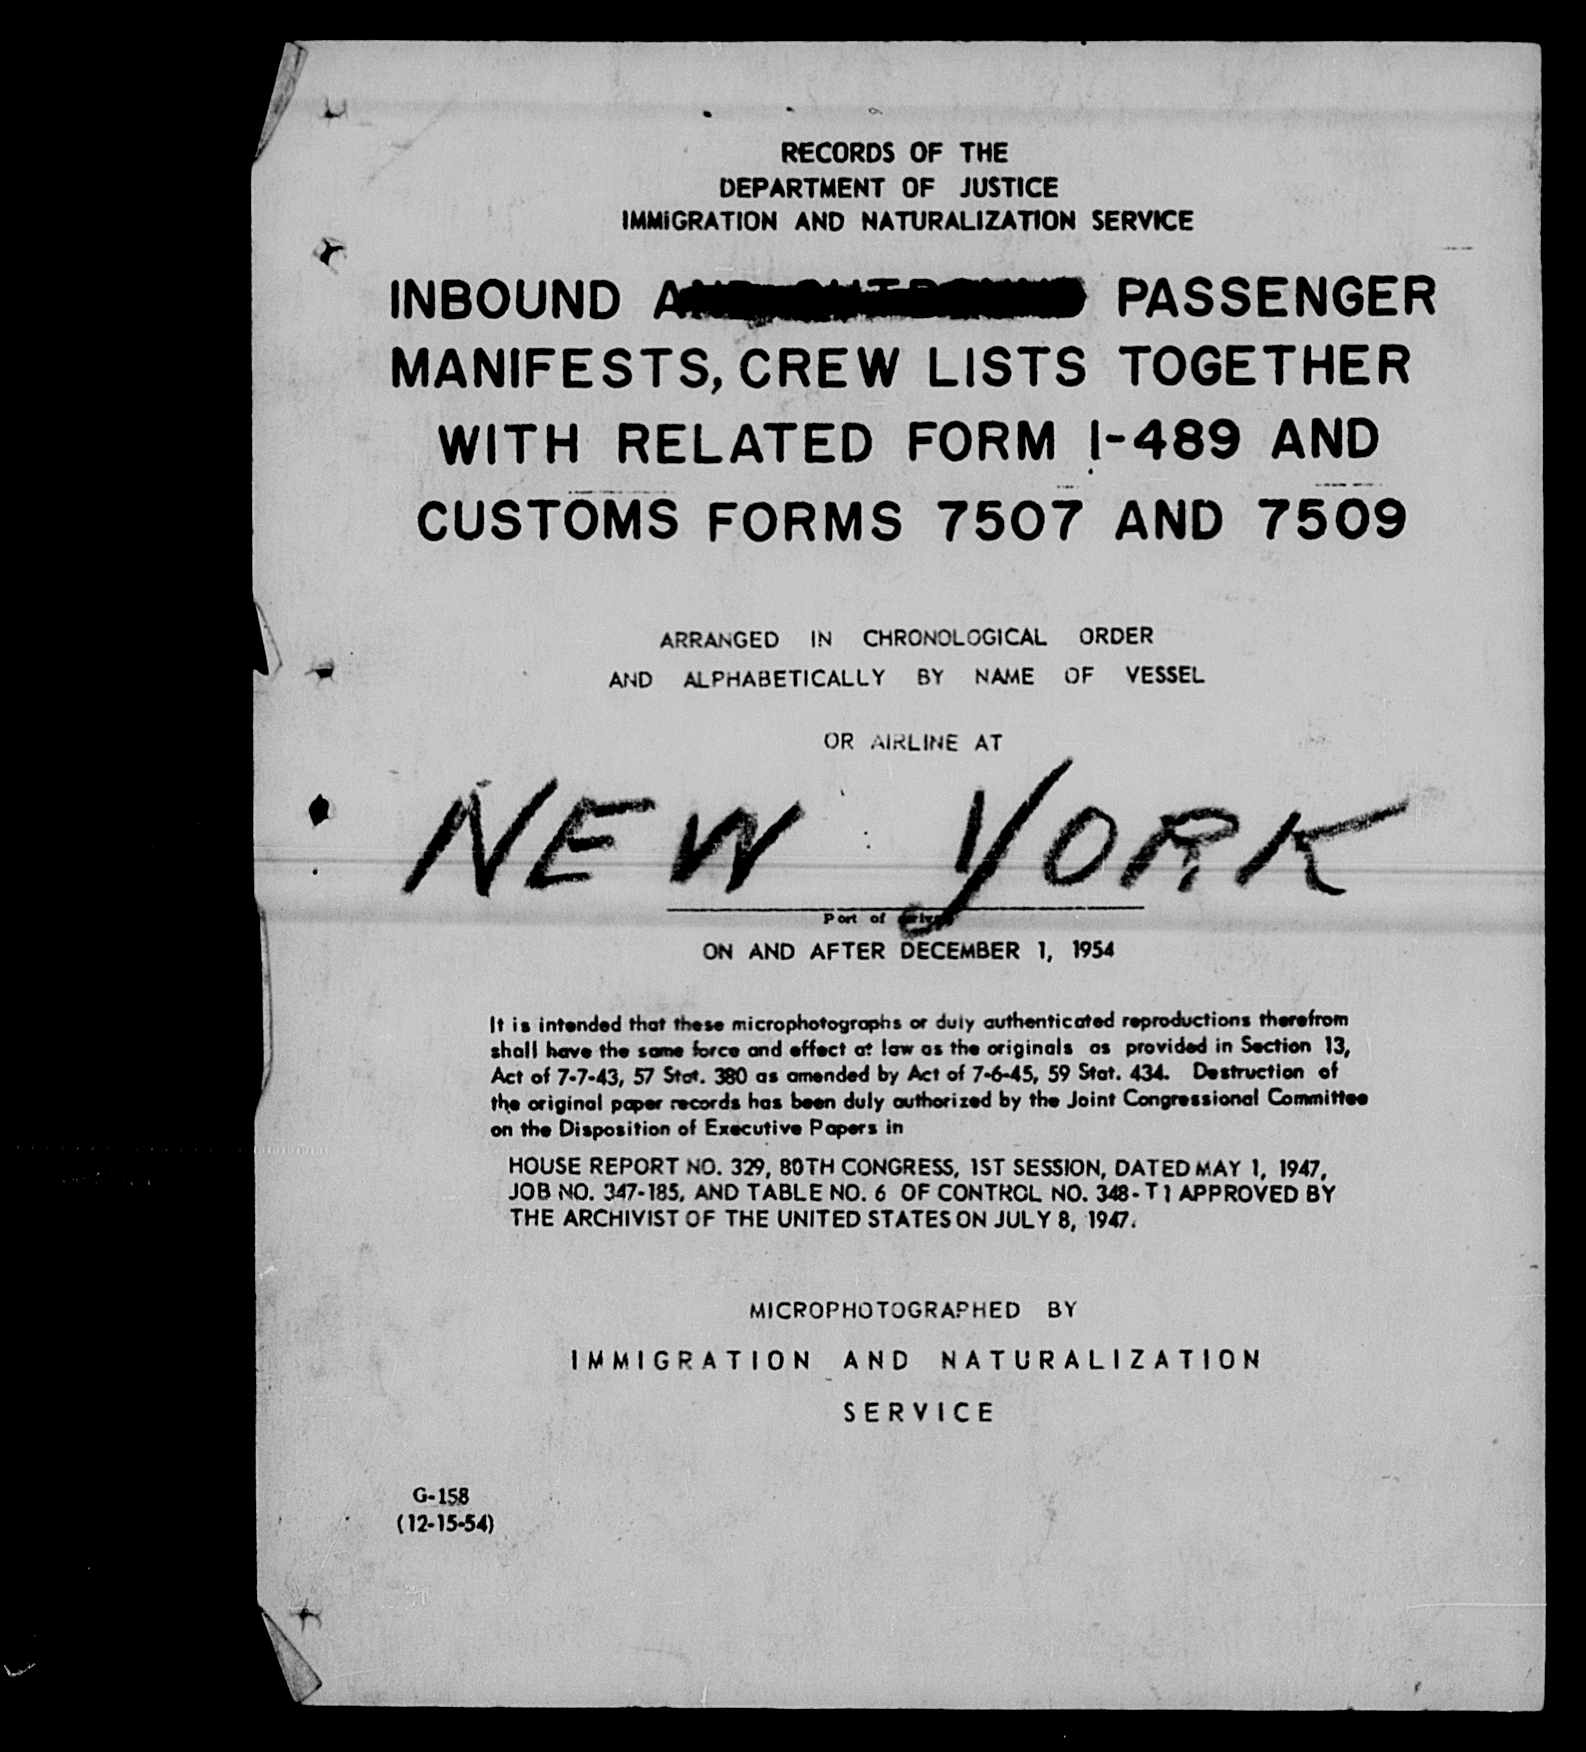 RECORDS OF THE
DEPARTMENT OF JUSTICE
IMMIGRATION AND NATURALIZATION SERVICE
INBOUND AND OUTBOUND PASSENGER
MANIFESTS, CREW LISTS TOGETHER
WITH RELATED FORM I-489 AND
CUSTOMS FORMS 7507 AND 7509
ARRANGED IN CHRONOLOGICAL ORDER
AND ALPHABETICALLY BY NAME OF VESSEL
OR AIRLINE AT
NEW YORK
Port of
ON AND AFTER DECEMBER 1, 1954
It is intended that these microphotographs or duly authenticated reproductions therefrom
shall have the same force and effect at law as the originals as provided in Section 13,
Act of 7-7-43, 57 Stat. 380 as amended by Act of 7-6-45, 59 Stat. 434. Destruction of
the original paper records has been duly authorized by the Joint Congressional Committee
on the Disposition of Executive Papers in
HOUSE REPORT NO. 329, 80TH CONGRESS, 1ST SESSION, DATED MAY 1, 1947,
JOB NO. 347-185, AND TABLE NO. 6 OF CONTROL NO. 348-T1 APPROVED BY
THE ARCHIVIST OF THE UNITED STATES ON JULY 8, 1947.
MICROPHOTOGRAPHED BY
IMMIGRATION AND NATURALIZATION
SERVICE
G-158
(12-15-54)